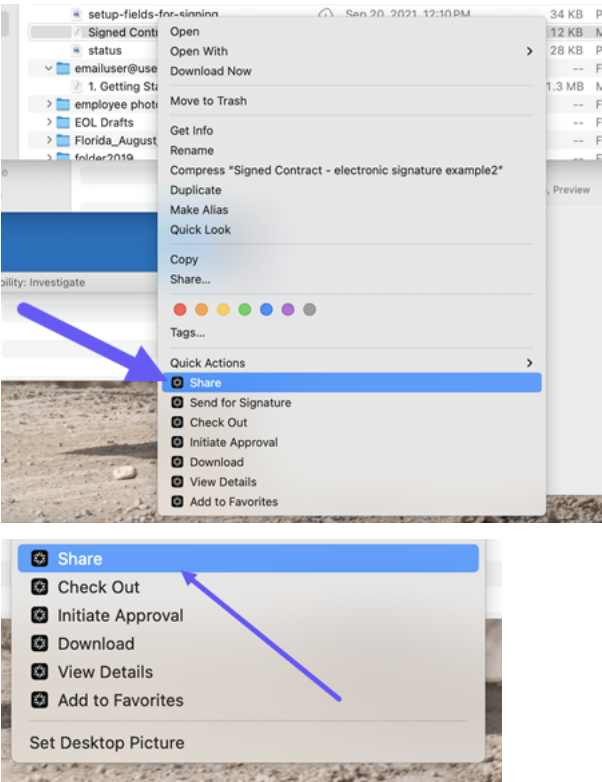 setup-fields-for-signing Sep 20, 2021, 12:10 PM 34 KB P
Signed Contr 12 KB M
status 28 KB P
emailuser@use -- F
1. Getting Sta 1.3 MB M
employee phot -- F
EOL Drafts -- F
Florida_August_ -- F
folder2019 -- F
Open
Open With
Download Now
Move to Trash
Get Info
Rename
Compress “Signed Contract - electronic signature example2”
Duplicate
Make Alias
Quick Look
, Preview
Copy
Share...
bility: Investigate
Tags...
Quick Actions
Share
Send for Signature
Check Out
Initiate Approval
Download
View Details
Add to Favorites
Share
Check Out
Initiate Approval
Download
View Details
Add to Favorites
Set Desktop Picture